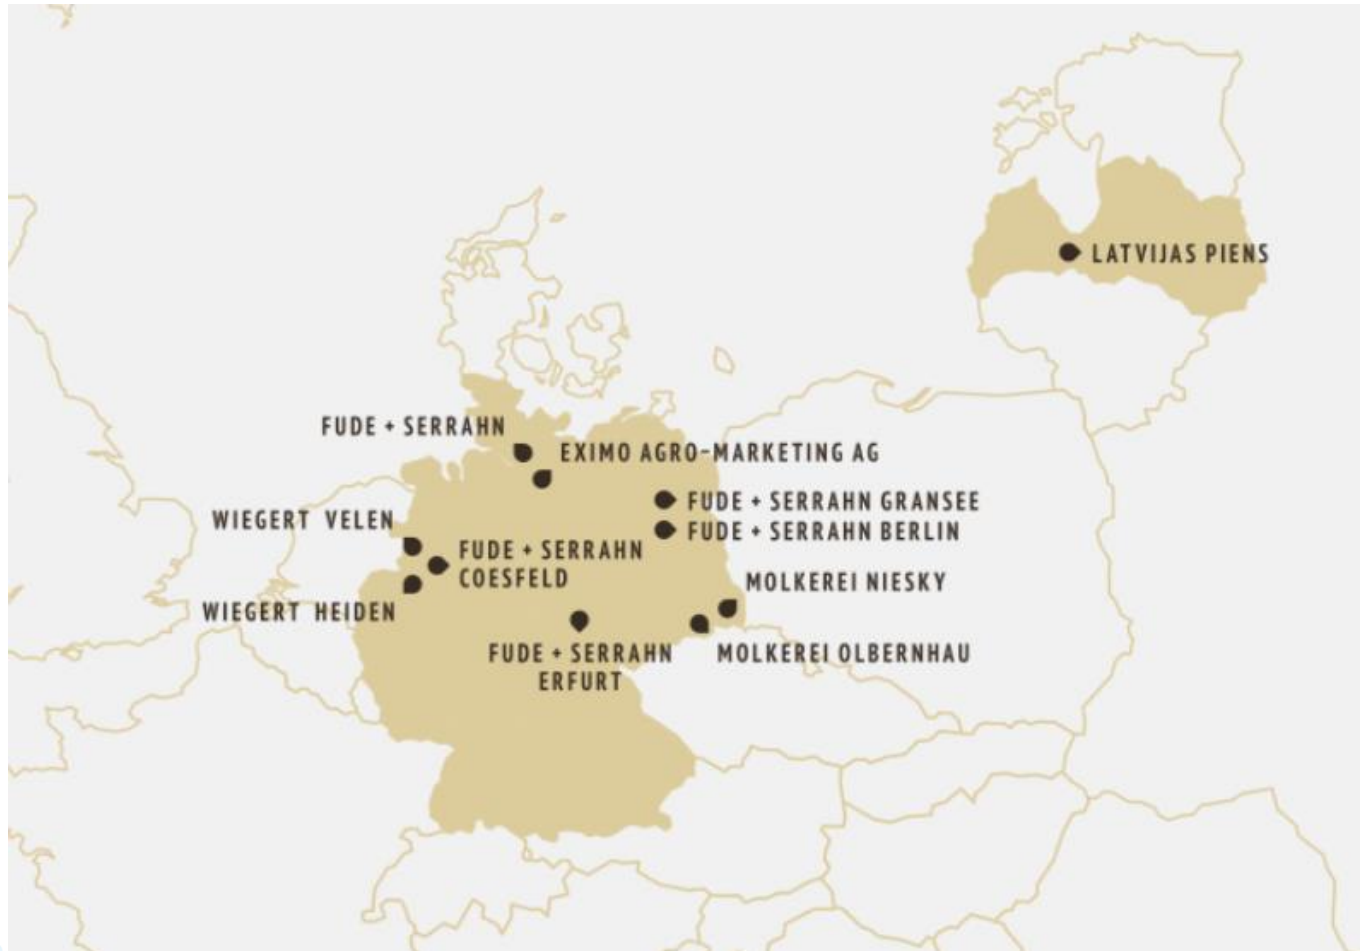 LATVIJAS PIENS
FUDE + SERRAHN
EXIMO AGRO-MARKETING AG
FUDE + SERRAHN GRANSEE
WIEGERT VELEN
FUDE + SERRAHN BERLIN
FUDE + SERRAHN
COESFELD
MOLKEREI NIESKY
WIEGERT HEIDEN
FUDE + SERRAHN
ERFURT
MOLKEREI OLBERNHAU